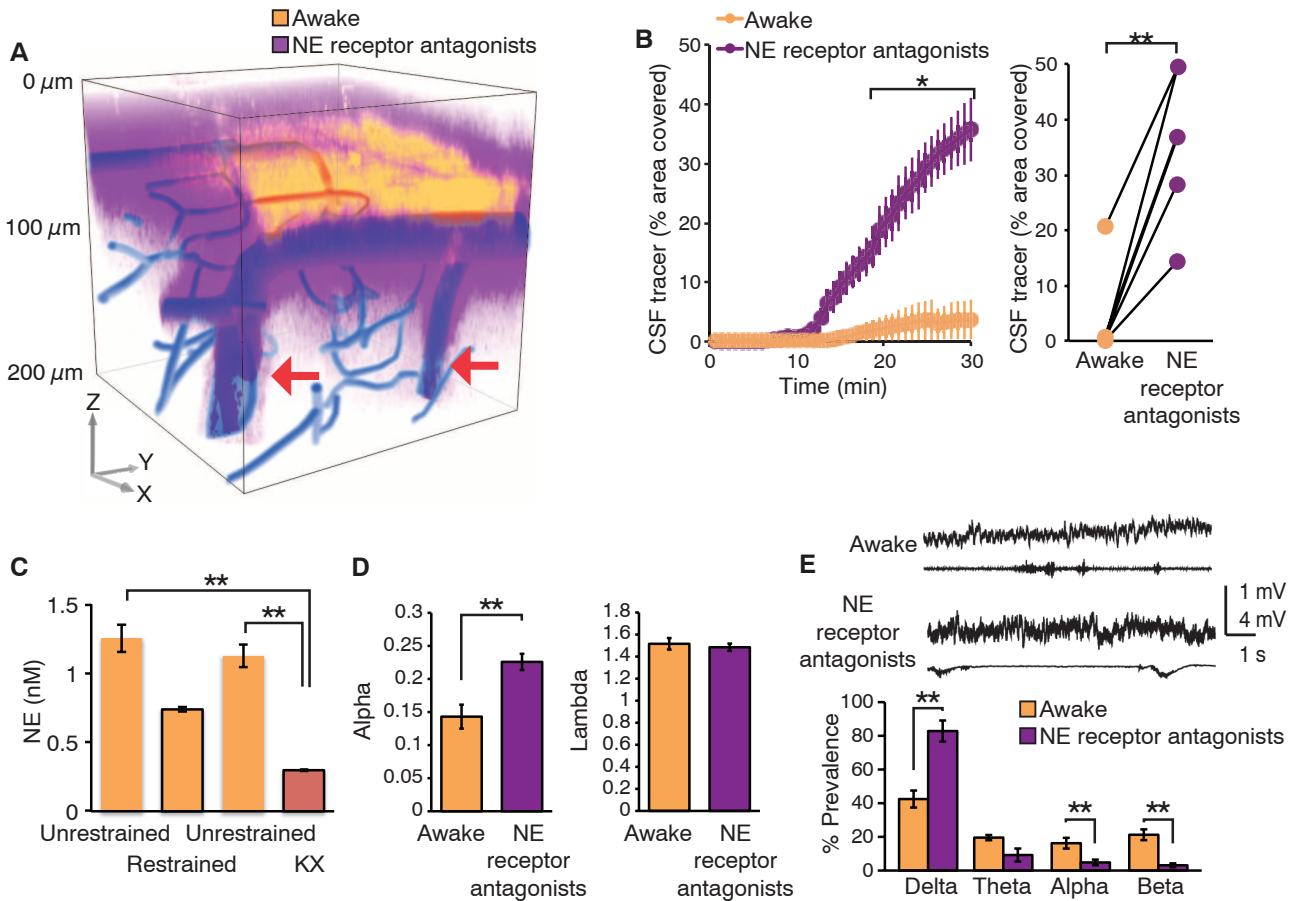 A
Awake
NE receptor antagonists
0 µm
100 µm
200 µm
Z
Y
X
B
Awake
NE receptor antagonists
CSF tracer (% area covered)
50
40
30
20
10
0
*
0
10
20
30
Time (min)
CSF tracer (% area covered)
50
40
30
20
10
0
**
Awake
NE
receptor
antagonists
C
NE (nM)
1.5
1
0.5
0
**
**
Unrestrained
Unrestrained
Restrained
KX
D
Alpha
0.3
0.25
0.2
0.15
0.1
0.05
0
**
Awake
NE
receptor
antagonists
Lambda
1.8
1.6
1.4
1.2
1
0.8
0.6
0.4
0.2
0
Awake
NE
receptor
antagonists
E
Awake
NE
receptor
antagonists
1 mV
4 mV
1 s
% Prevalence
100
80
60
40
20
0
Awake
NE receptor antagonists
**
**
**
Delta
Theta
Alpha
Beta